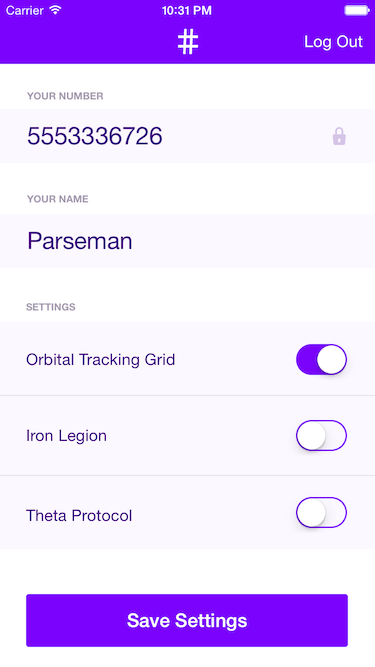 Carrier 10:31 PM
# Log Out
YOUR NUMBER
5553336726
YOUR NAME
Parseman
SETTINGS
Orbital Tracking Grid
Iron Legion
Theta Protocol
Save Settings